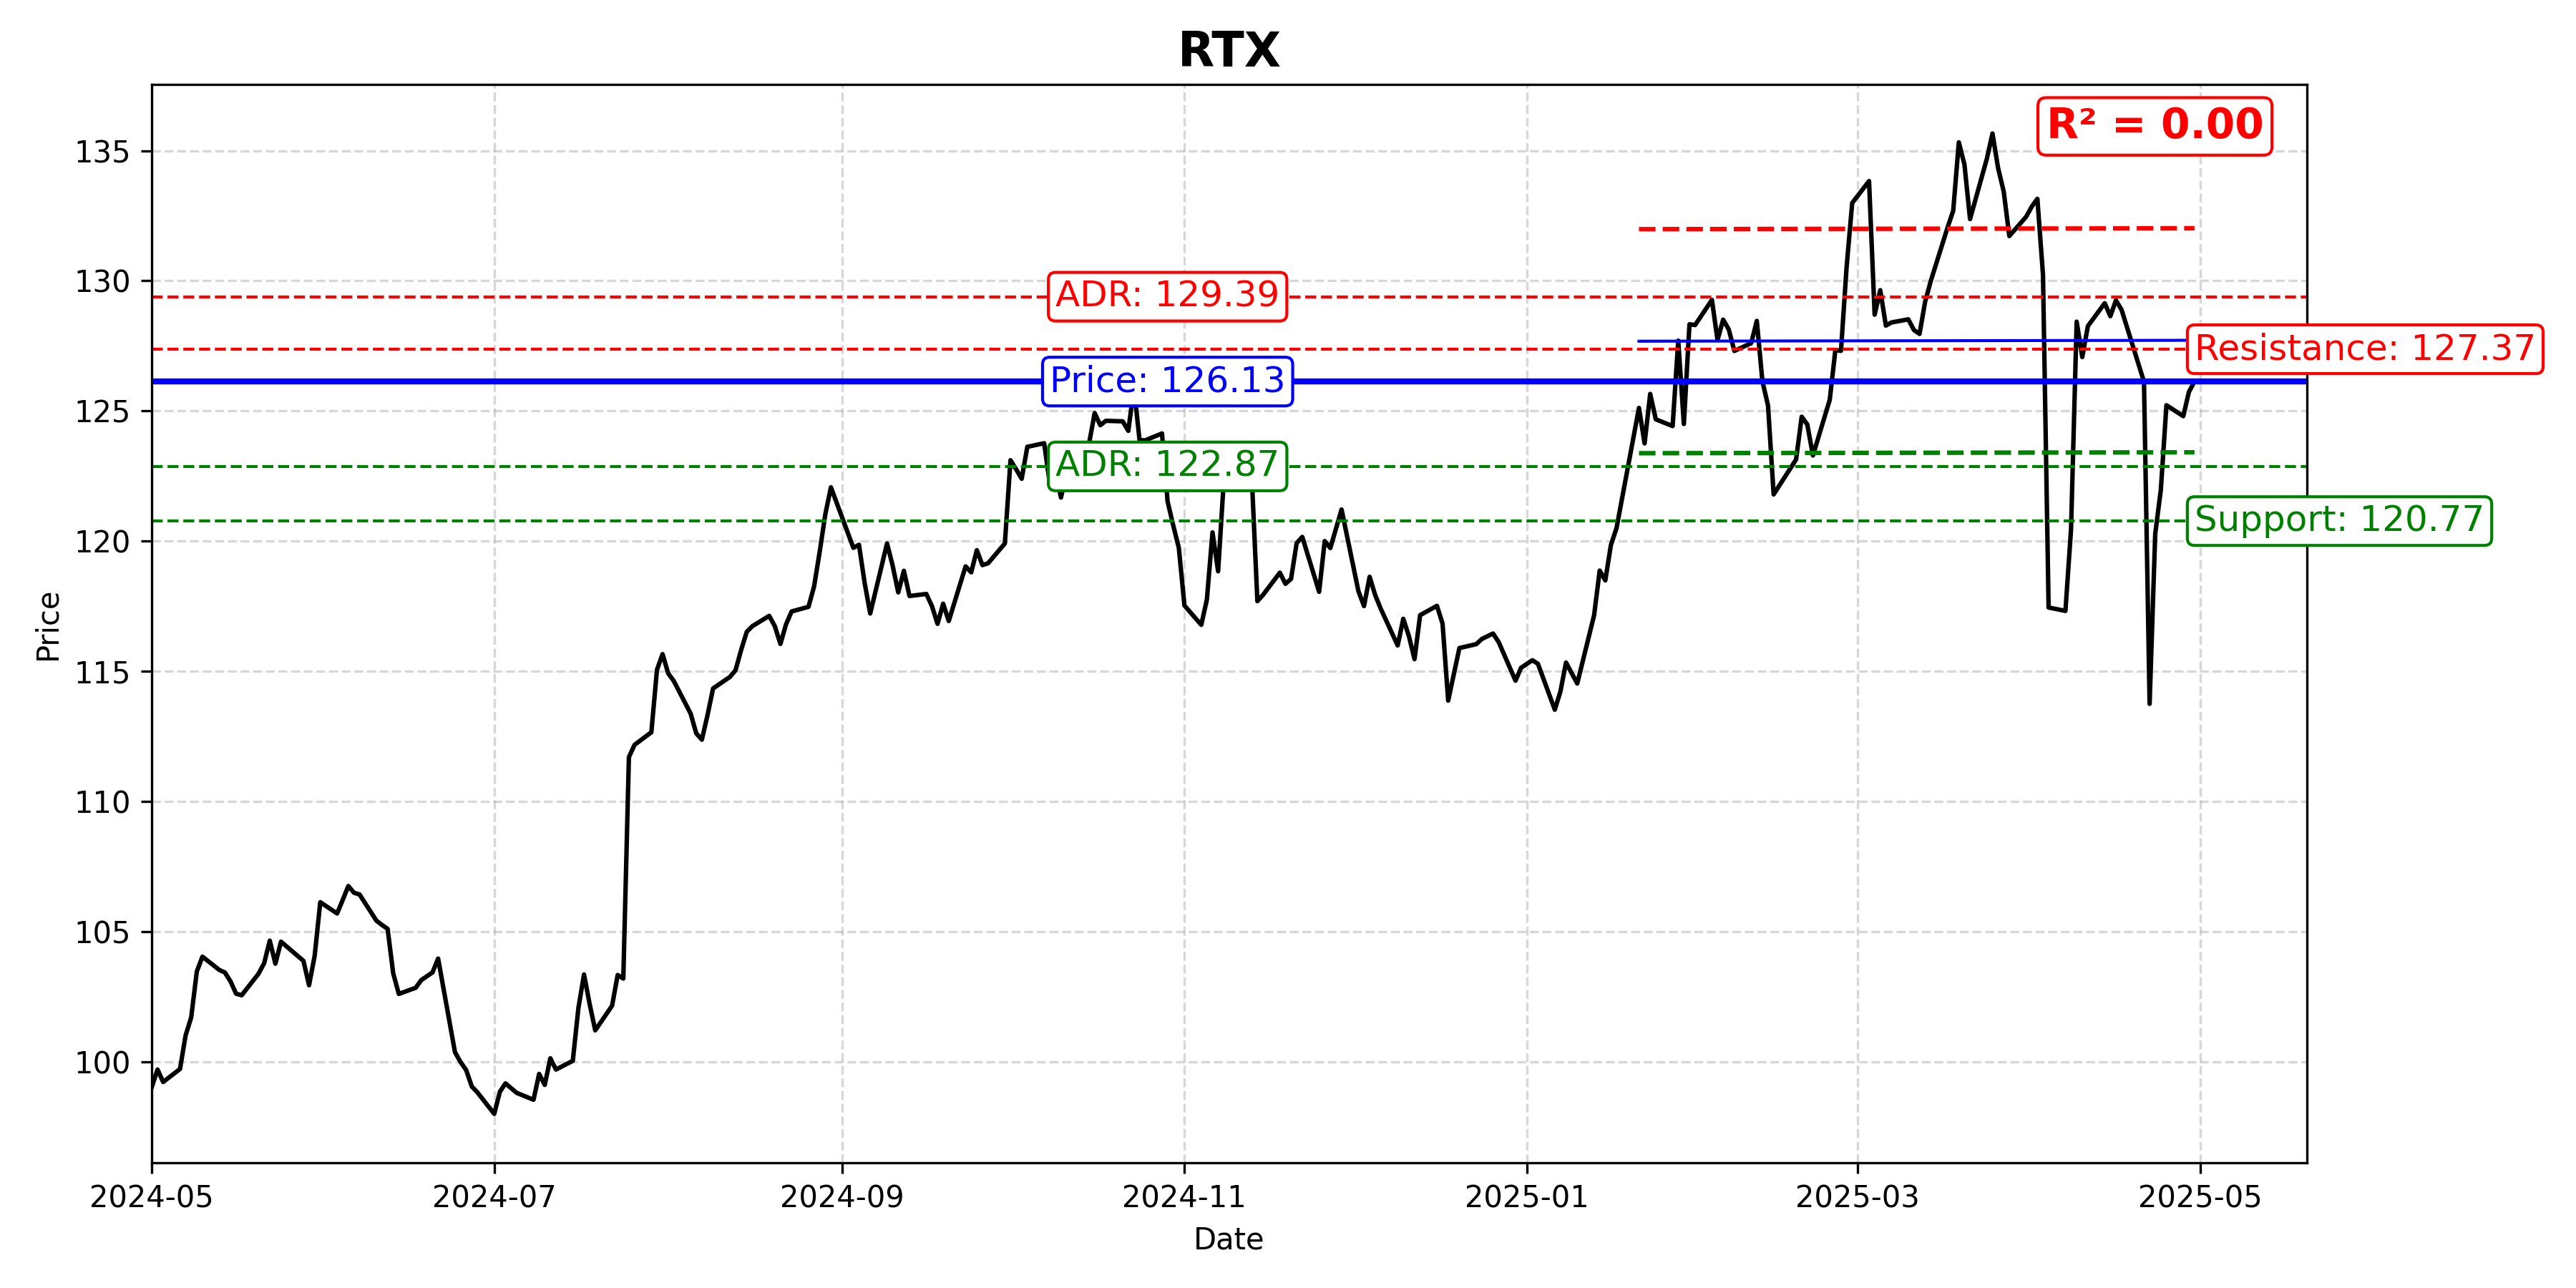 RTX
R² = 0.00
135
130
125
120
115
110
105
100
Price
ADR: 129.39
Resistance: 127.37
Price: 126.13
ADR: 122.87
Support: 120.77
2024-05
2024-07
2024-09
2024-11
2025-01
2025-03
2025-05
Date